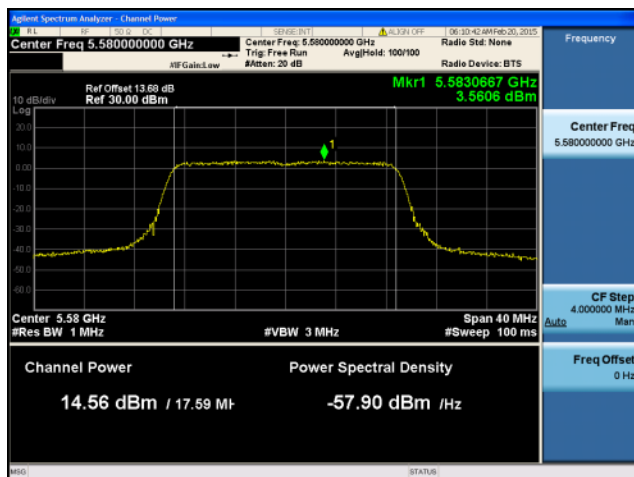 Agilent Spectrum Analyzer - Channel Power
RL RF 50 Ω DC SENSE:INT ALIGN OFF 06:10:42 AM Feb 20, 2015
Center Freq 5.580000000 GHz Center Freq: 5.580000000 GHz Radio Std: None
Trig: Free Run Avg|Hold: 100/100
#IFGain:Low #Atten: 20 dB Radio Device: BTS
Frequency
Mkr1 5.5830667 GHz
3.5606 dBm
Ref Offset 13.68 dB
10 dB/div Ref 30.00 dBm
Log
20.0
10.0
0.00
-10.0
-20.0
-30.0
-40.0
-50.0
-60.0
1
Center Freq
5.580000000 GHz
Center 5.58 GHz Span 40 MHz
#Res BW 1 MHz #VBW 3 MHz #Sweep 100 ms
CF Step
4.000000 MHz
Auto Man
Channel Power Power Spectral Density
14.56 dBm / 17.59 MH -57.90 dBm /Hz
Freq Offset
0 Hz
MSG STATUS